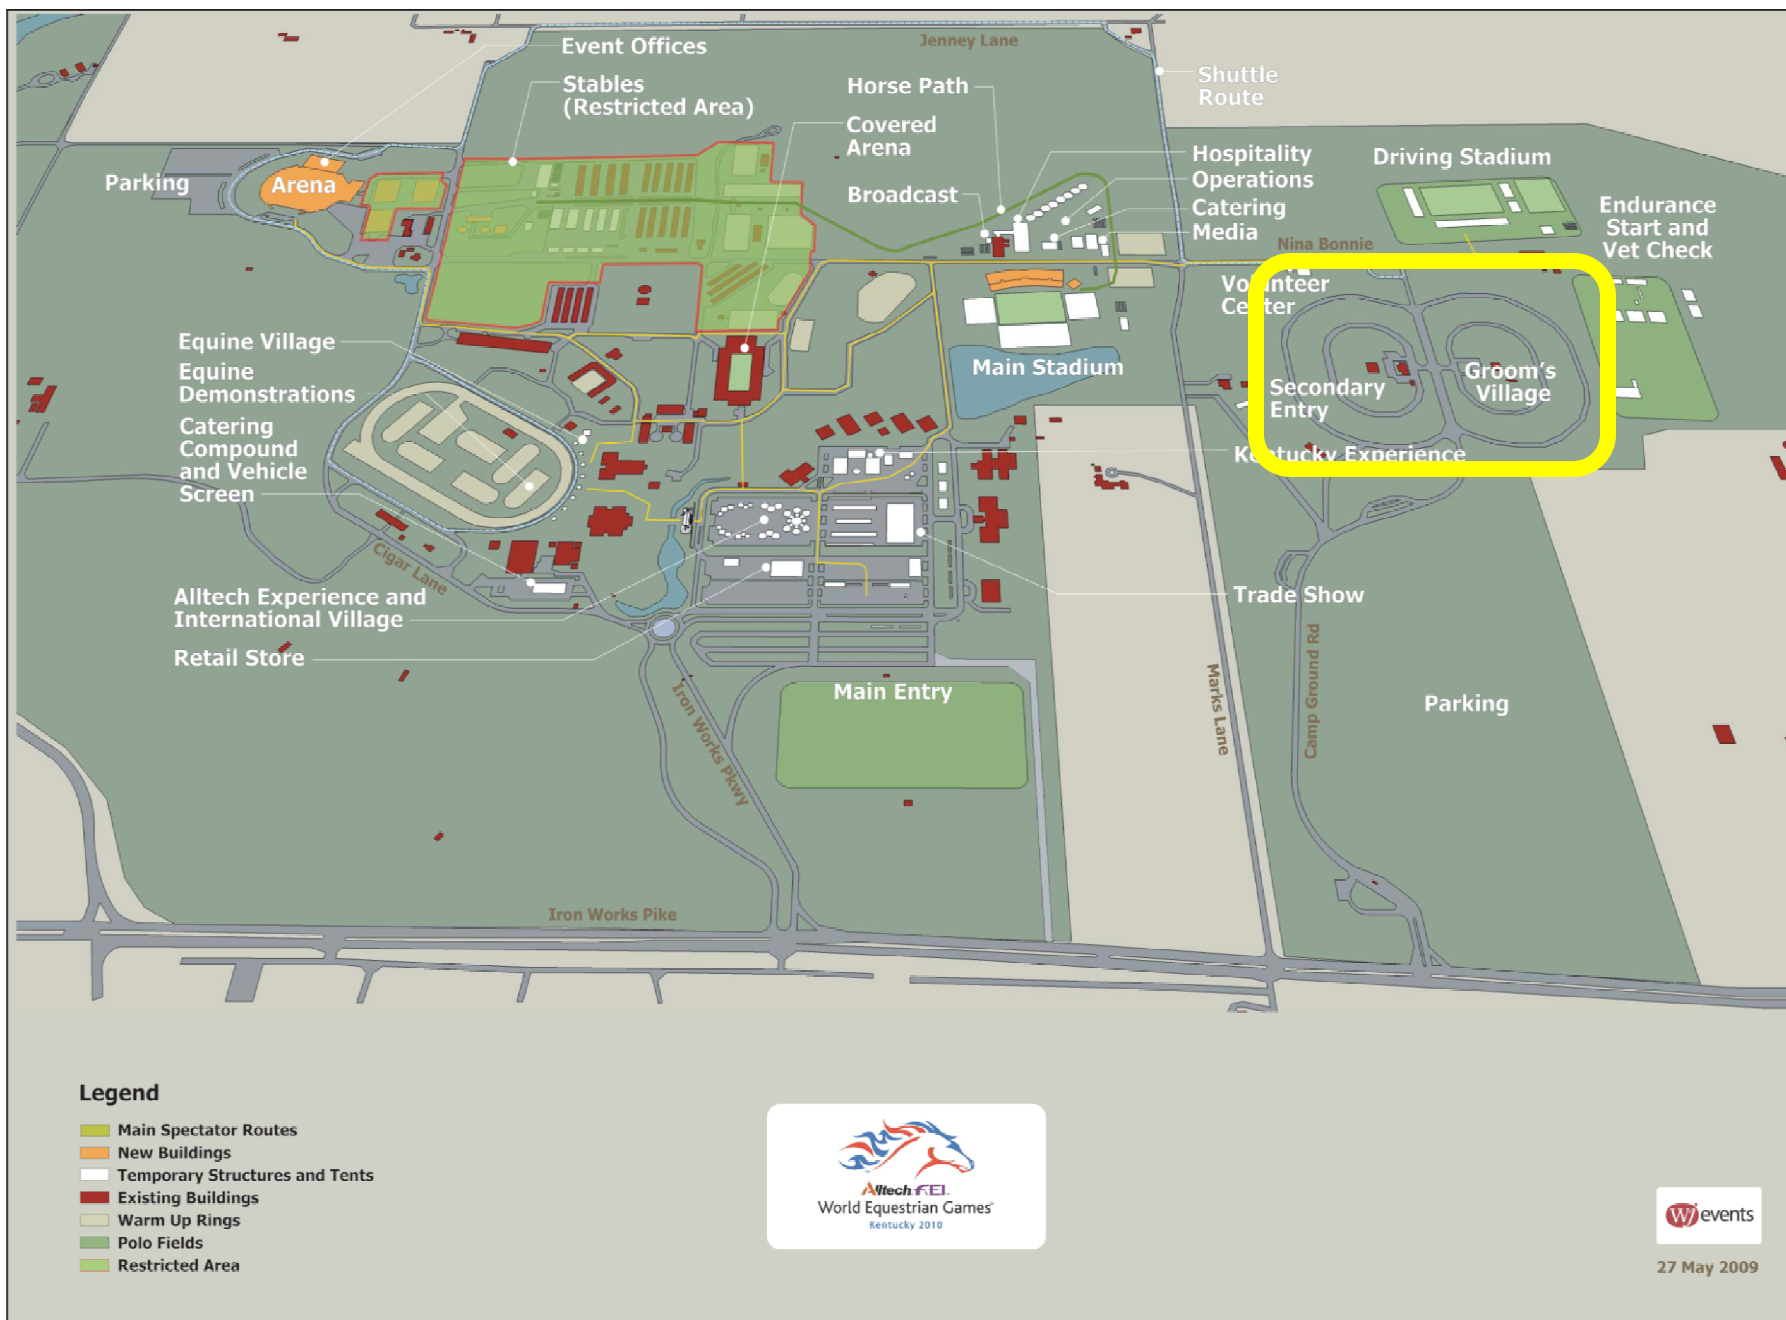 Jenney Lane
Event Offices
Stables
(Restricted Area)
Horse Path
Covered
Arena
Shuttle
Route
Hospitality
Operations
Catering
Media
Broadcast
Driving Stadium
Endurance
Start and
Vet Check
Parking
Arena
Nina Bonnie
Volunteer
Center
Equine Village
Equine
Demonstrations
Catering
Compound
and Vehicle
Screen
Main Stadium
Secondary
Entry
Groom's
Village
Kentucky Experience
Cigar Lane
Alltech Experience and
International Village
Retail Store
Trade Show
Main Entry
Iron Works Pkwy
Marks Lane
Camp Ground Rd
Parking
Iron Works Pike
Legend
Main Spectator Routes
New Buildings
Temporary Structures and Tents
Existing Buildings
Warm Up Rings
Polo Fields
Restricted Area
Alltech FEI
World Equestrian Games
Kentucky 2010
WJ events
27 May 2009